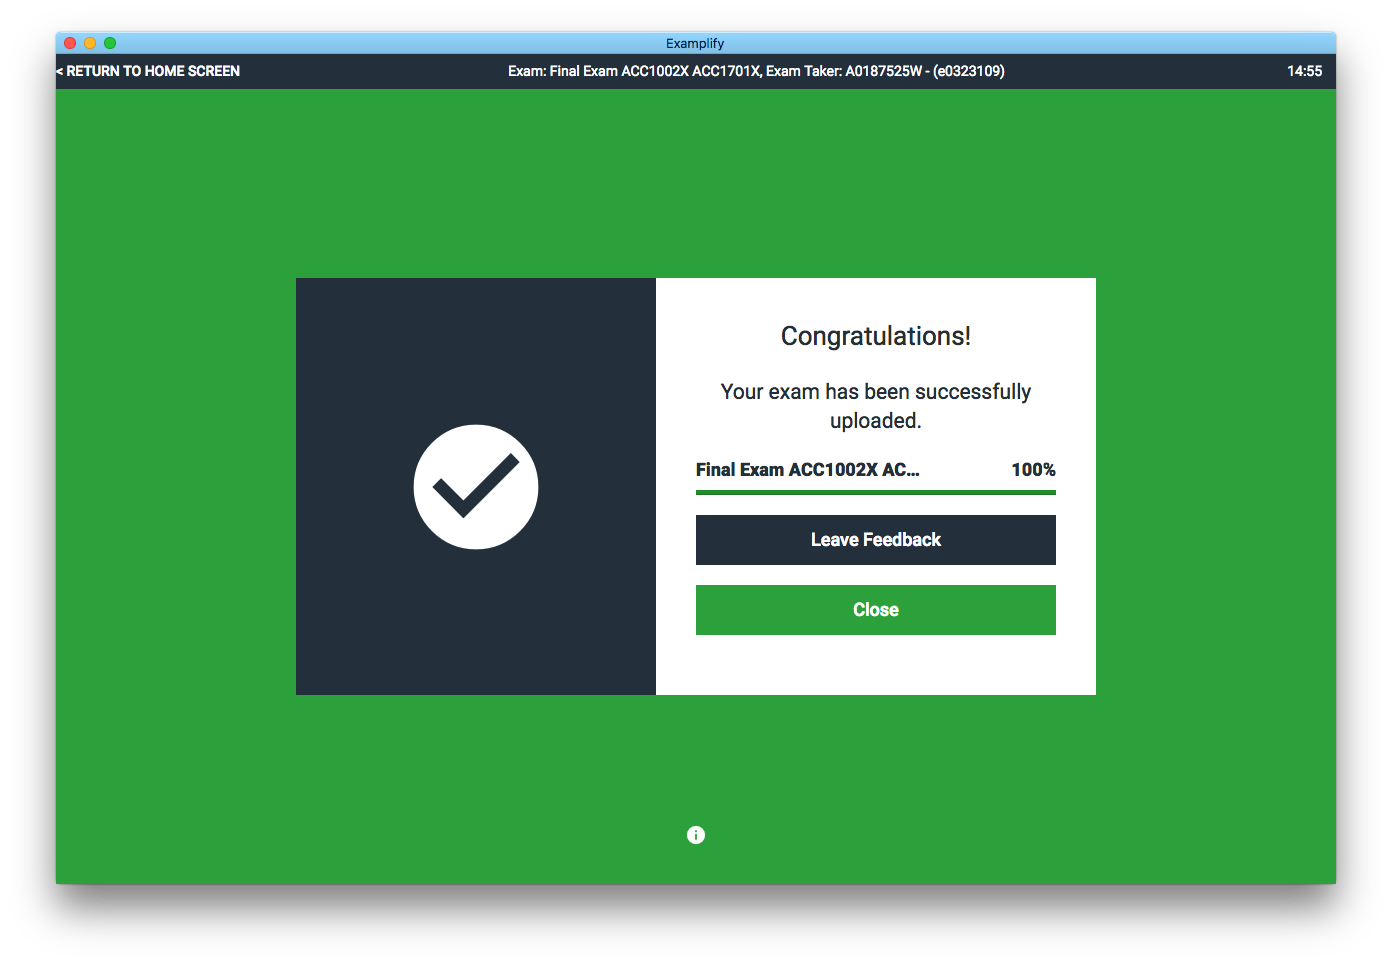 Examplify
< RETURN TO HOME SCREEN
Exam: Final Exam ACC1002X ACC1701X, Exam Taker: A0187525W - (e0323109)
14:55
Congratulations!
Your exam has been successfully
uploaded.
Final Exam ACC1002X AC...
100%
Leave Feedback
Close